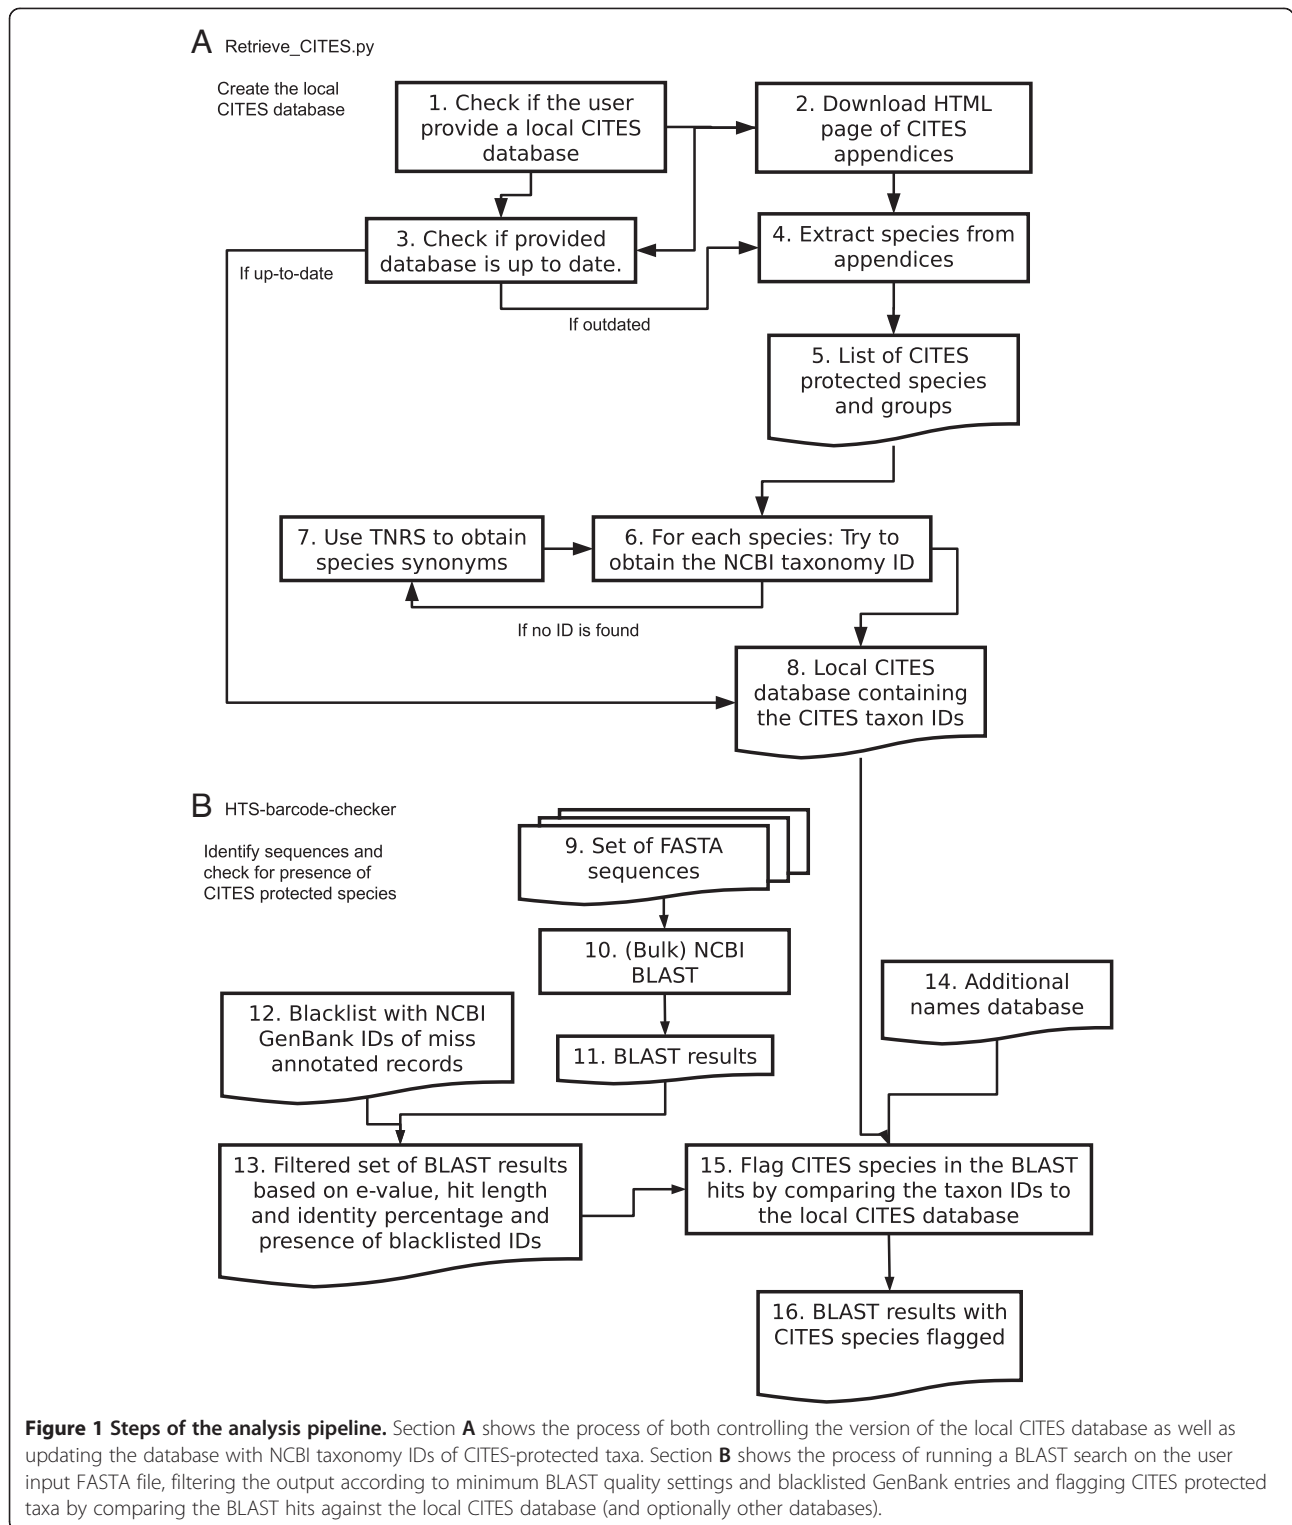 A Retrieve_CITES.py
Create the local
CITES database
1. Check if the user
provide a local CITES
database
2. Download HTML
page of CITES
appendices
3. Check if provided
database is up to date.
4. Extract species from
appendices
If up-to-date
If outdated
5. List of CITES
protected species
and groups
7. Use TNRS to obtain
species synonyms
6. For each species: Try to
obtain the NCBI taxonomy ID
If no ID is found
8. Local CITES
database containing
the CITES taxon IDs
B HTS-barcode-checker
Identify sequences and
check for presence of
CITES protected species
9. Set of FASTA
sequences
10. (Bulk) NCBI
BLAST
14. Additional
names database
12. Blacklist with NCBI
GenBank IDs of miss
annotated records
11. BLAST results
13. Filtered set of BLAST results
based on e-value, hit length
and identity percentage and
presence of blacklisted IDs
15. Flag CITES species in the BLAST
hits by comparing the taxon IDs to
the local CITES database
16. BLAST results with
CITES species flagged
Figure 1 Steps of the analysis pipeline. Section A shows the process of both controlling the version of the local CITES database as well as
updating the database with NCBI taxonomy IDs of CITES-protected taxa. Section B shows the process of running a BLAST search on the user
input FASTA file, filtering the output according to minimum BLAST quality settings and blacklisted GenBank entries and flagging CITES protected
taxa by comparing the BLAST hits against the local CITES database (and optionally other databases).